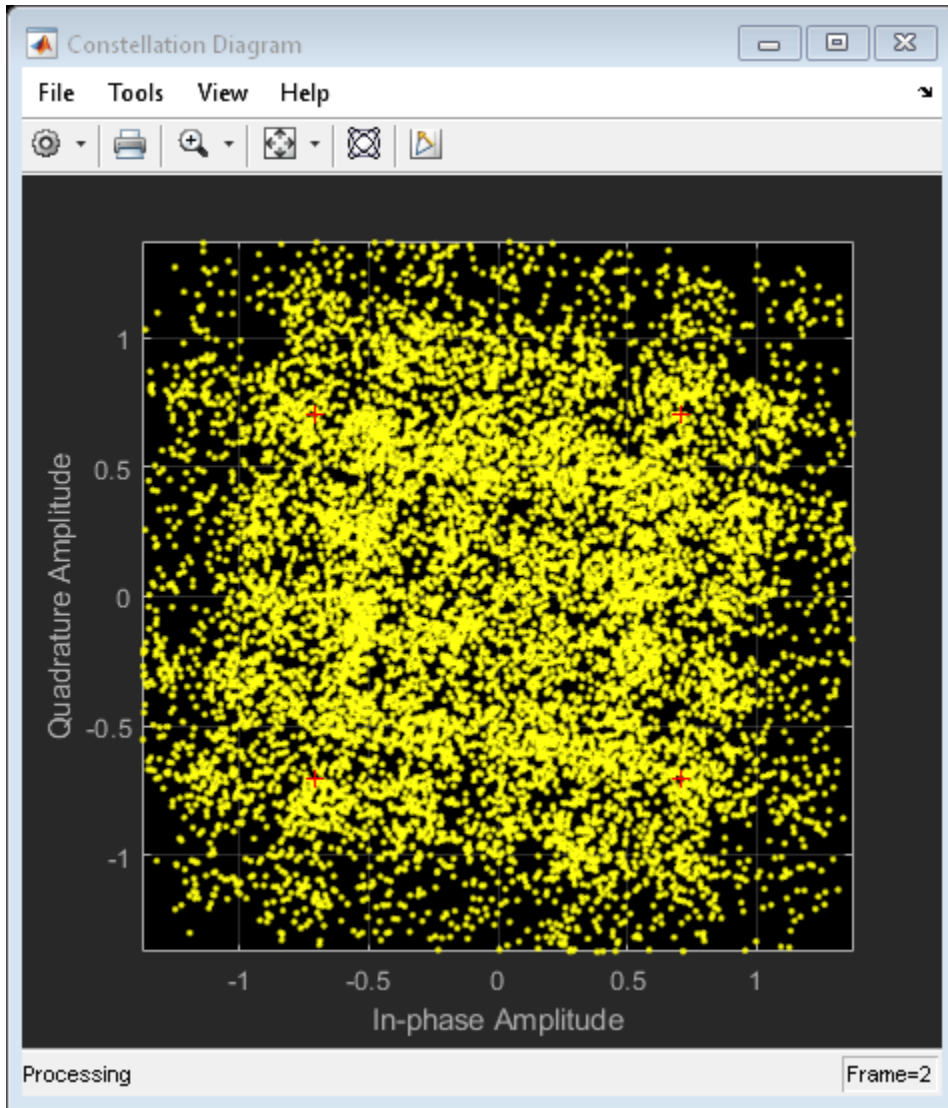 Constellation Diagram
File Tools View Help
1
0.5
0
-0.5
-1
Quadrature Amplitude
-1 -0.5 0 0.5 1
In-phase Amplitude
Processing Frame=2